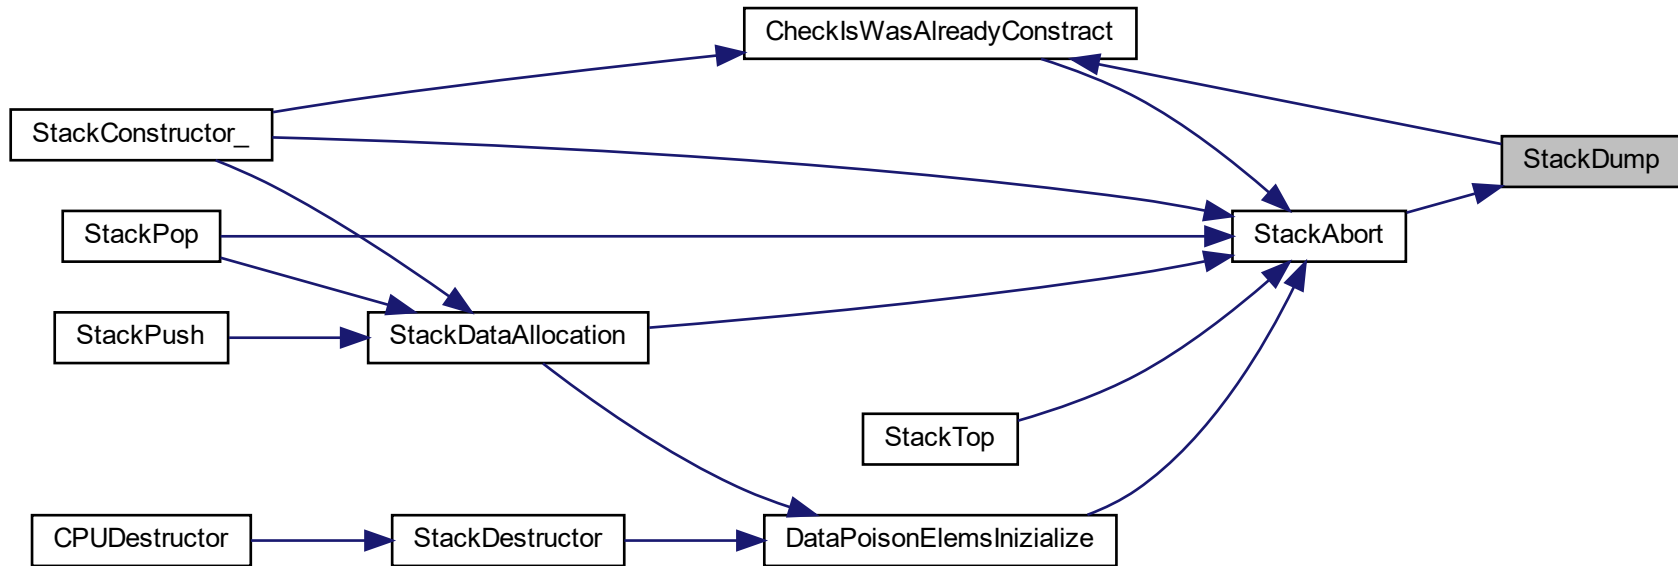 CheckIsWasAlreadyConstract
StackConstructor_
StackDump
StackPop
StackAbort
StackPush
StackDataAllocation
StackTop
CPUDestructor
StackDestructor
DataPoisonElemsInizialize